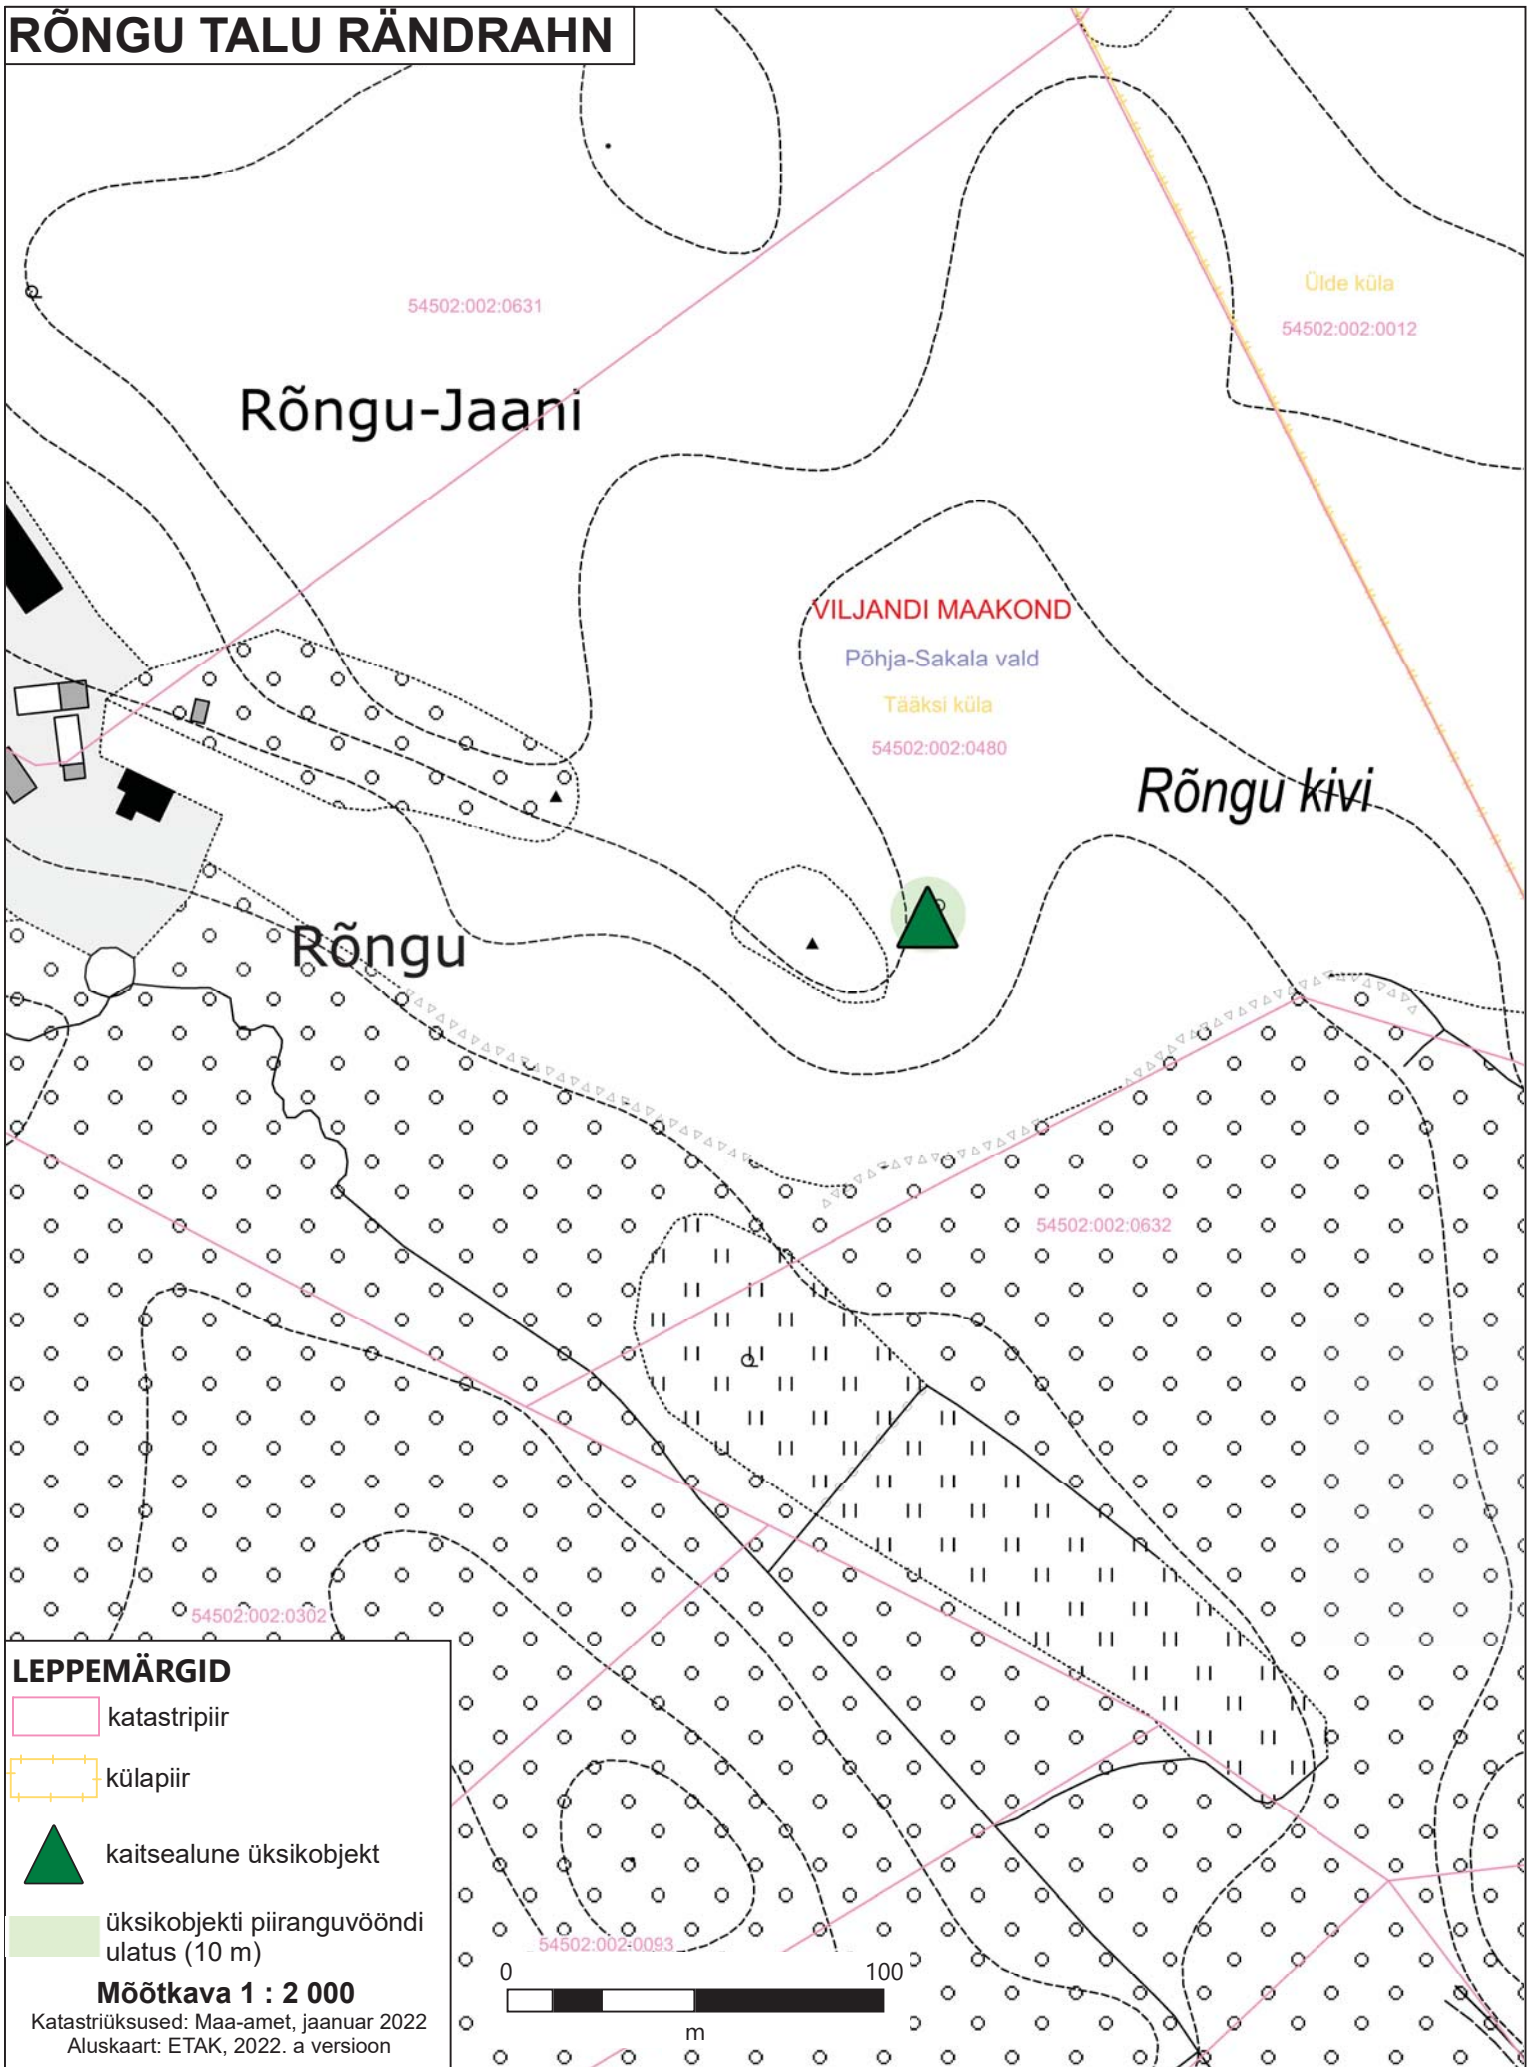 RÕNGU TALU RÄNDRAHN
Ülde küla
54502:002:0631
54502:002:0012
Rõngu-Jaani
VILJANDI MAAKOND
Põhja-Sakala vald
Tääksi küla
54502:002:0480
Rõngu kivi
Rõngu
54502:002:0632
54502:002:0302
LEPPEMÄRGID
katastripiir
külapiir
kaitsealune üksikobjekt
üksikobjekti piiranguvööndi
ulatus (10 m)
54502:002:0093
Mõõtkava 1 : 2 000
Katastriüksused: Maa-amet, jaanuar 2022
Aluskaart: ETAK, 2022. a versioon
0 100
m